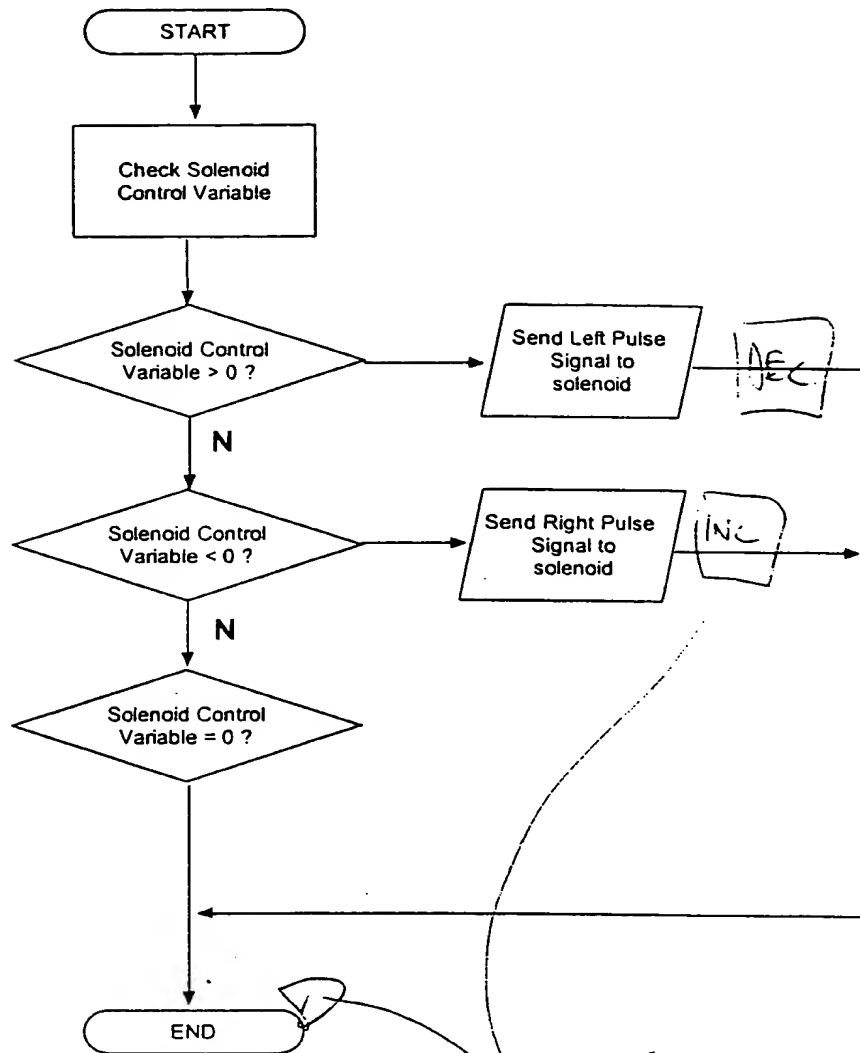 START
Check Solenoid
Control Variable
Solenoid Control
Variable > 0 ?
Send Left Pulse
Signal to
solenoid
DEC
N
Solenoid Control
Variable < 0 ?
Send Right Pulse
Signal to
solenoid
INC
N
Solenoid Control
Variable = 0 ?
END